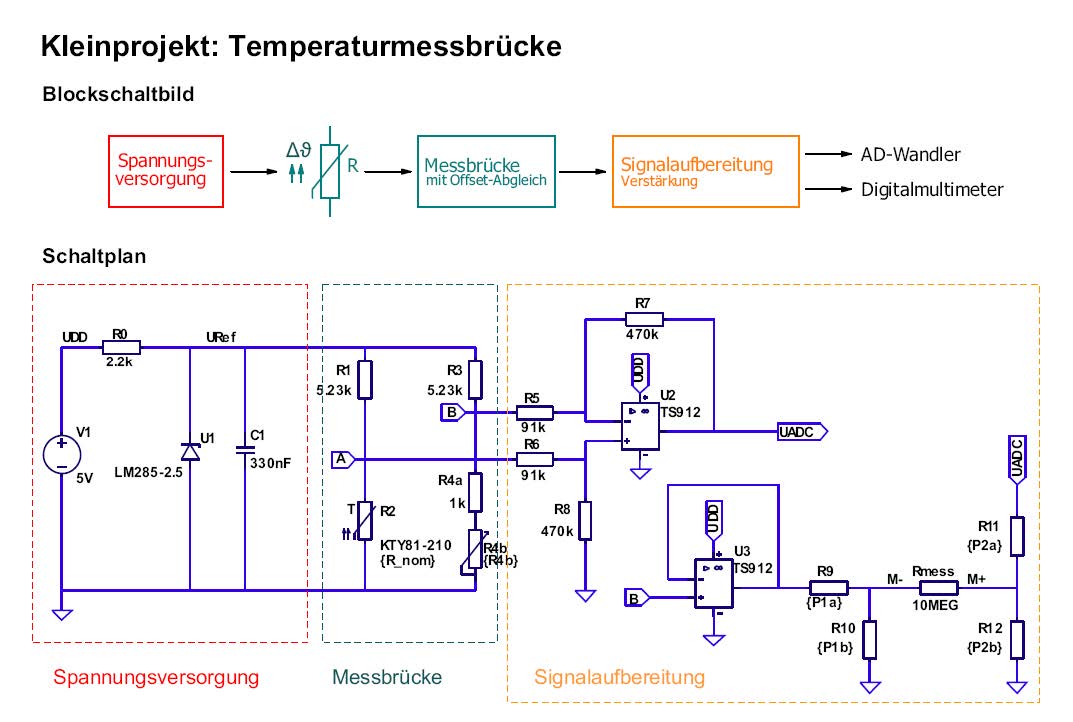 Kleinprojekt: Temperaturmessbrücke
Blockschaltbild
Spannungs-
versorgung
Δϑ
R
Messbrücke
mit Offset-Abgleich
Signalaufbereitung
Verstärkung
AD-Wandler
Digitalmultimeter
Schaltplan
UDD
R0
2.2k
URef
V1
5V
U1
LM285-2.5
C1
330nF
Spannungsversorgung
R1
5.23k
R3
5.23k
B
A
T
R2
KTY81-210
{R_nom}
R4a
1k
R4b
{R4b}
Messbrücke
R7
470k
R5
91k
R6
91k
UDD
U2
TS912
UADC
R8
470k
UDD
U3
TS912
B
R9
{P1a}
M-
Rmess
10MEG
M+
R10
{P1b}
UADC
R11
{P2a}
R12
{P2b}
Signalaufbereitung